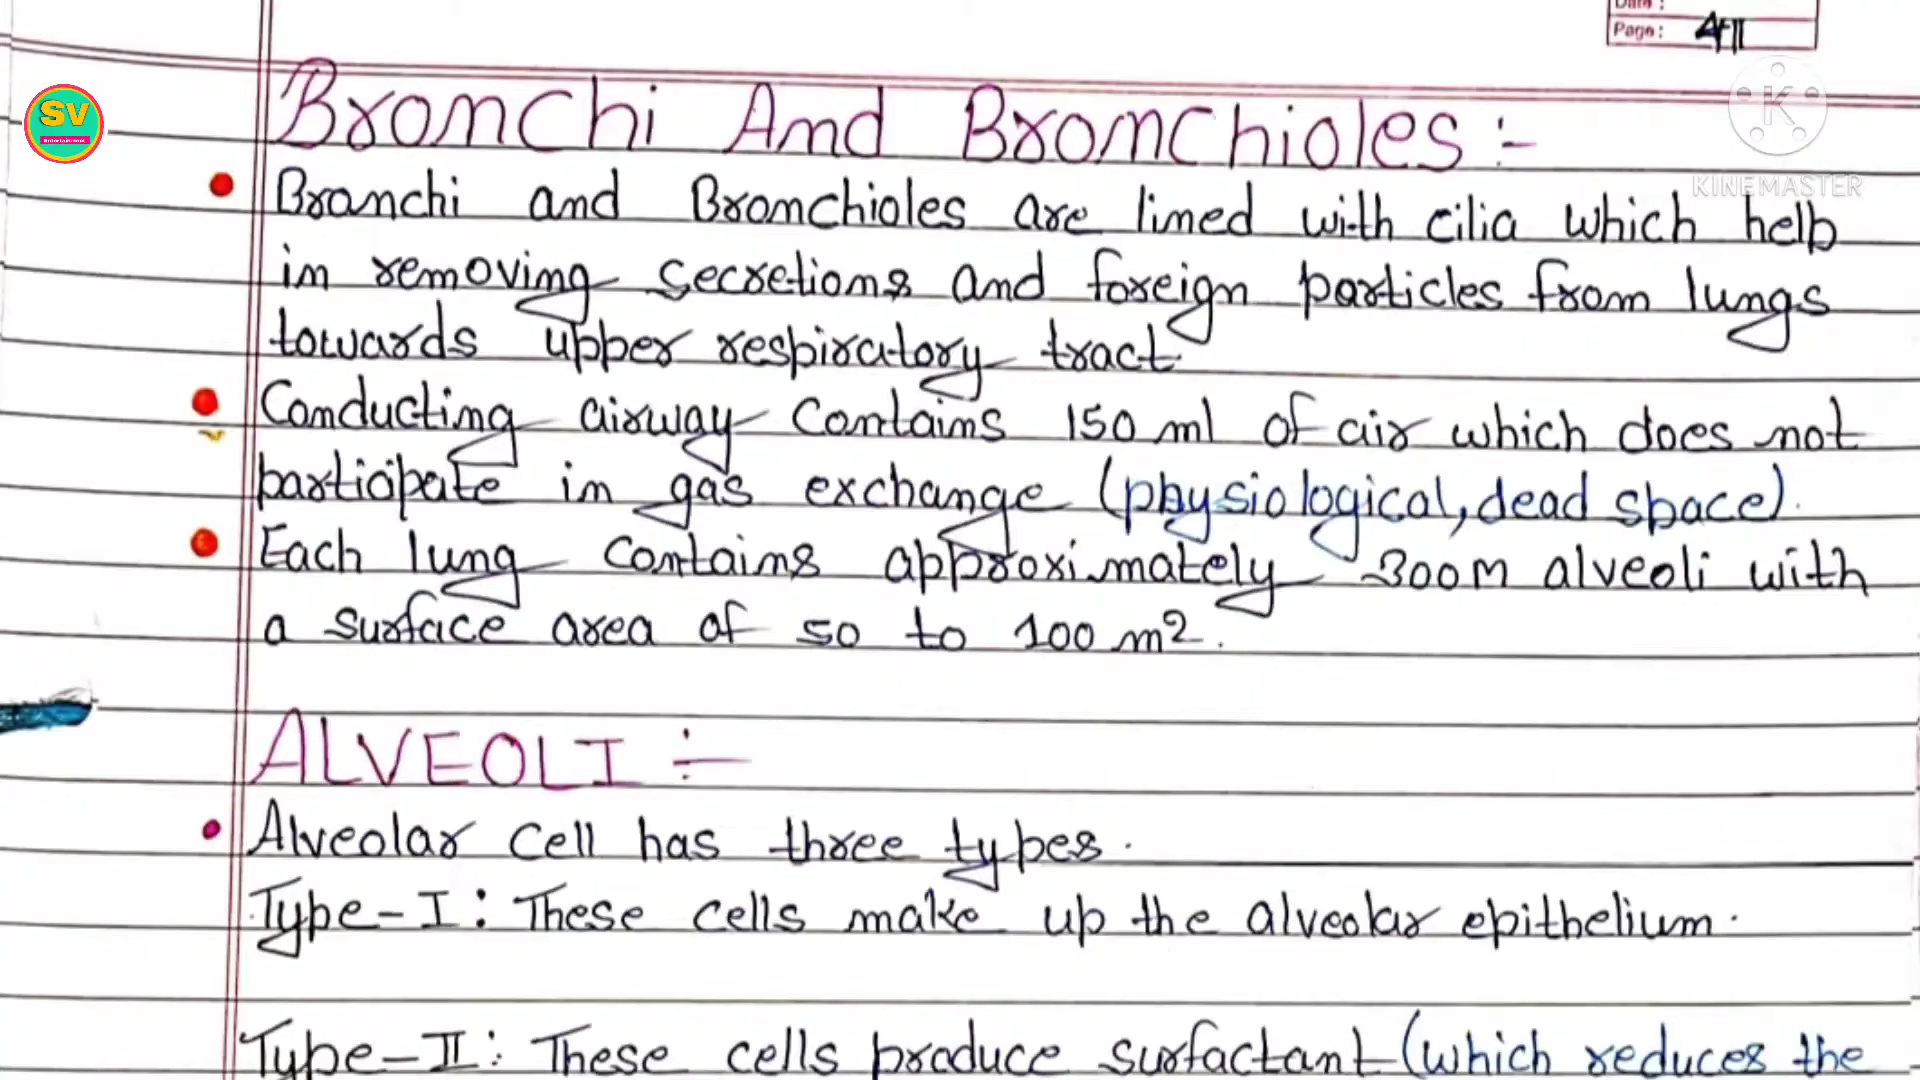 Date :
Page : 411
SV
Entertainment
Bronchi And Bronchioles :-
KINEMASTER
Branchi and Bronchioles are lined with cilia which help
in removing secretions and foreign particles from lungs
towards upper respiratory tract
Conducting airway contains 150 ml of air which does not
participate in gas exchange (physiological, dead space).
Each lung contains approximately 300M alveoli with
a surface area of 50 to 100 m2.
ALVEOLI :-
Alveolar cell has three types.
Type-I : These cells make up the alveolar epithelium.
Type-II : These cells produce surfactant (which reduces the